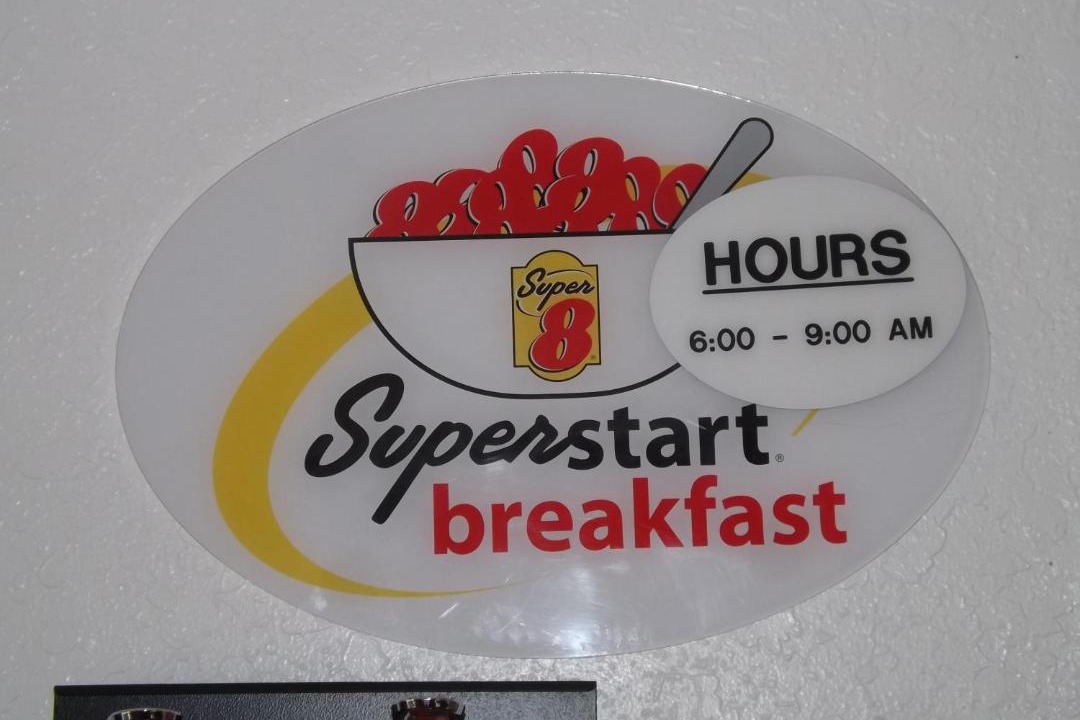 Super
8
HOURS
6:00 - 9:00 AM
Superstart®
breakfast